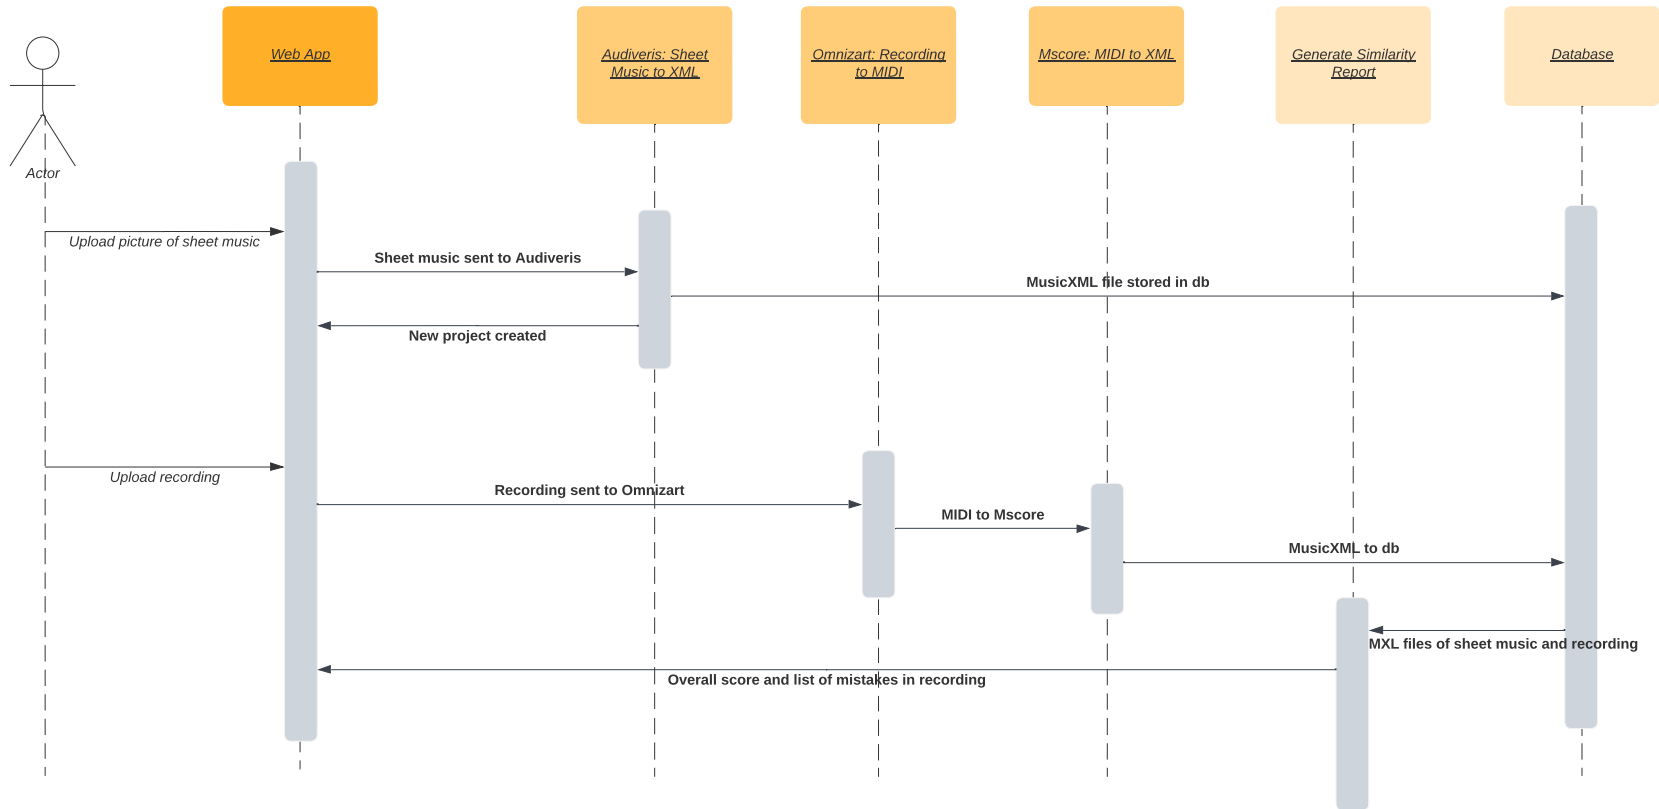 Web App
Audiveris: Sheet
Music to XML
Omnizart: Recording
to MIDI
Mscore: MIDI to XML
Generate Similarity
Report
Database
Actor
Upload picture of sheet music
Sheet music sent to Audiveris
MusicXML file stored in db
New project created
Upload recording
Recording sent to Omnizart
MIDI to Mscore
MusicXML to db
MXL files of sheet music and recording
Overall score and list of mistakes in recording